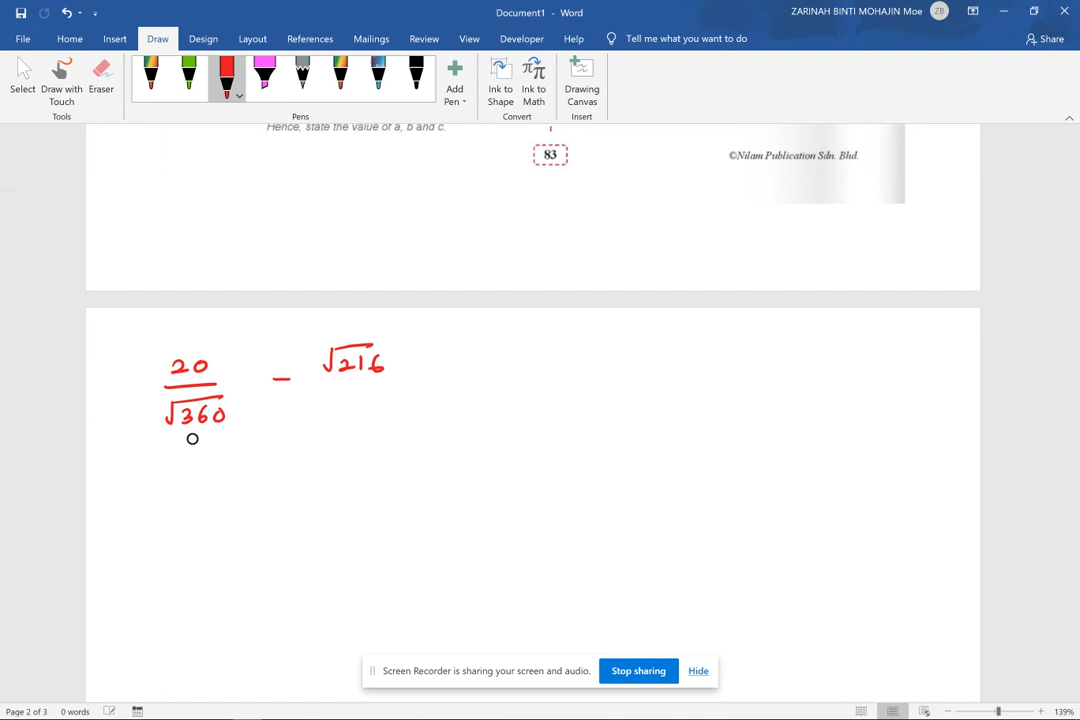 Document1 - Word
ZARINAH BINTI MOHAJIN Moe
ZB
File Home Insert Draw Design Layout References Mailings Review View Developer Help Tell me what you want to do Share
Select
Draw with Touch
Eraser
Add Pen
Ink to Shape
Ink to Math
Drawing Canvas
Tools Pens Convert Insert
Hence, state the value of a, b and c.
83
©Nilam Publication Sdn. Bhd.
20 - √216
√360
Screen Recorder is sharing your screen and audio. Stop sharing Hide
Page 2 of 3 0 words 139%